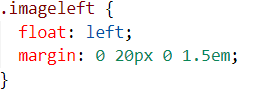 .imageleft {
  float: left;
  margin: 0 20px 0 1.5em;
}